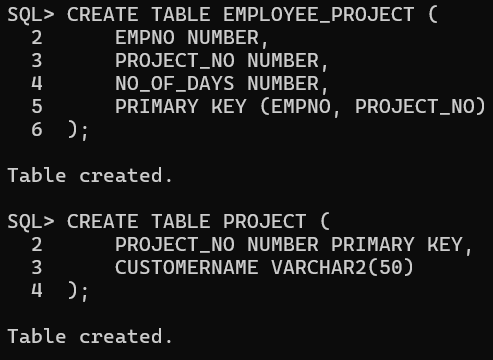 SQL> CREATE TABLE EMPLOYEE_PROJECT (
  2      EMPNO NUMBER,
  3      PROJECT_NO NUMBER,
  4      NO_OF_DAYS NUMBER,
  5      PRIMARY KEY (EMPNO, PROJECT_NO)
  6  );
Table created.
SQL> CREATE TABLE PROJECT (
  2      PROJECT_NO NUMBER PRIMARY KEY,
  3      CUSTOMERNAME VARCHAR2(50)
  4  );
Table created.